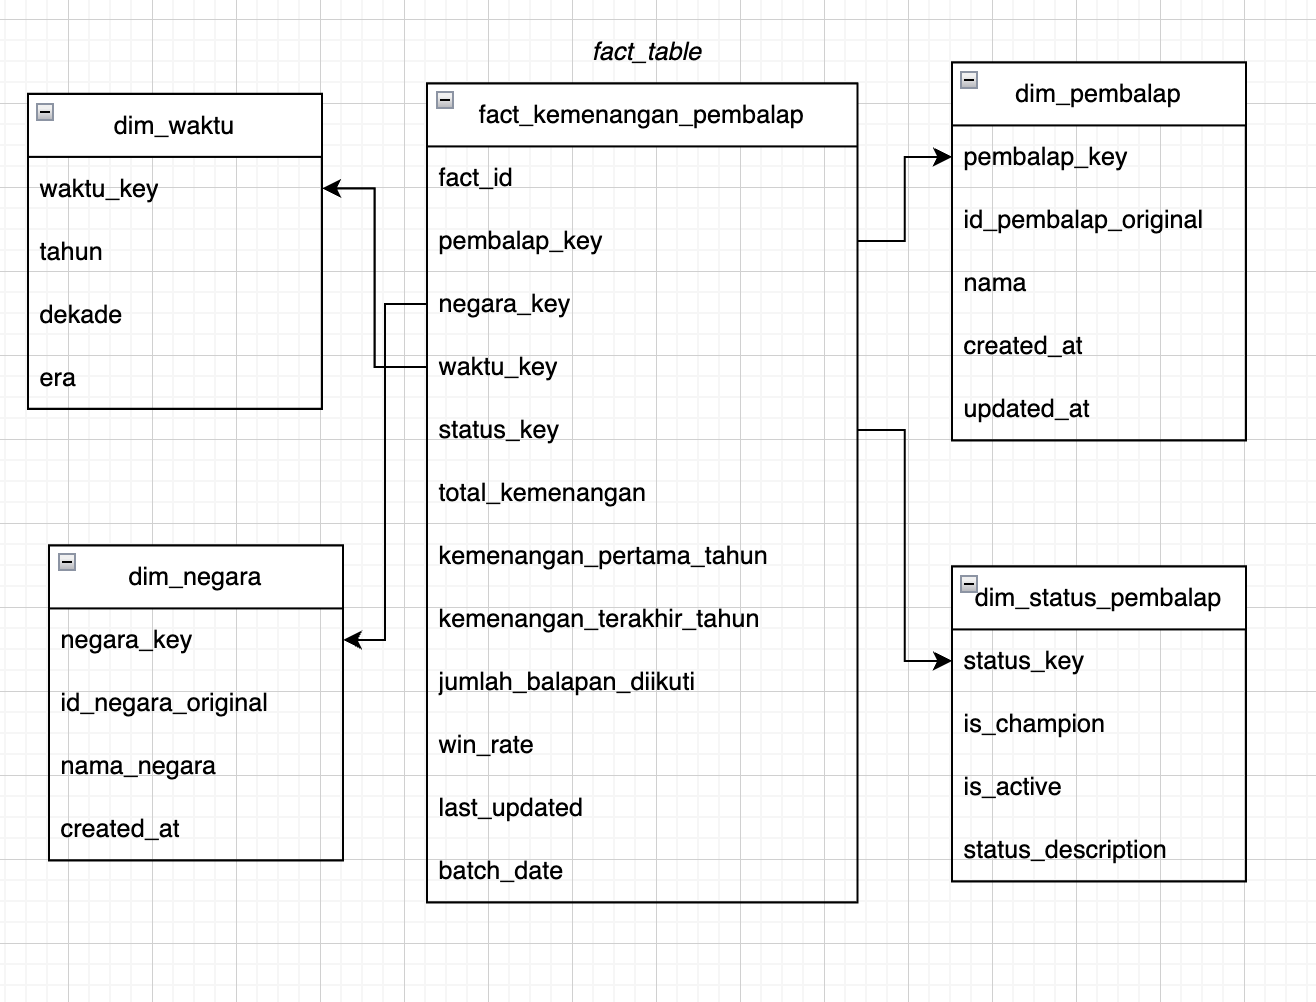 fact_table
dim_waktu
waktu_key
tahun
dekade
era
dim_negara
negara_key
id_negara_original
nama_negara
created_at
fact_kemenangan_pembalap
fact_id
pembalap_key
negara_key
waktu_key
status_key
total_kemenangan
kemenangan_pertama_tahun
kemenangan_terakhir_tahun
jumlah_balapan_diikuti
win_rate
last_updated
batch_date
dim_pembalap
pembalap_key
id_pembalap_original
nama
created_at
updated_at
dim_status_pembalap
status_key
is_champion
is_active
status_description